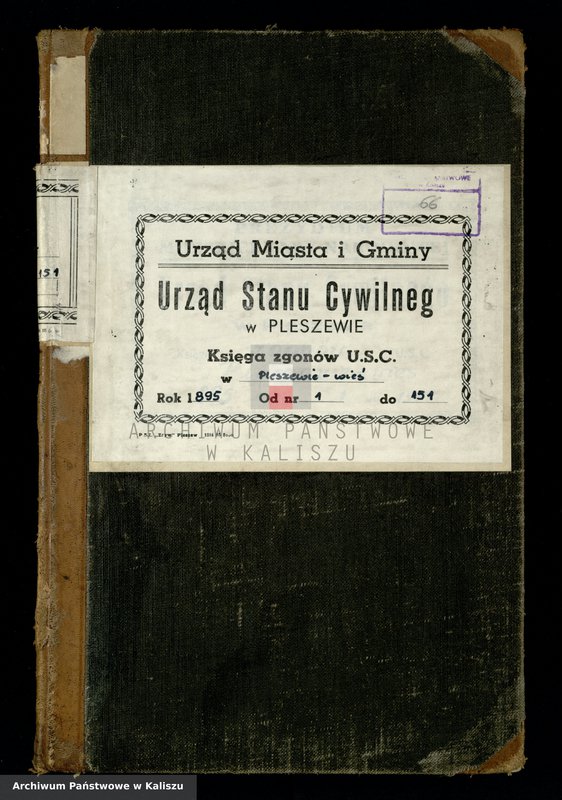 66
Urząd Miasta i Gminy
Urząd Stanu Cywilneg
w PLESZEWIE
Księga zgonów U.S.C.
w Pleszewie - wieś
Rok 1895 Od nr 1 do 151
151
ARCHIWUM PAŃSTWOWE
W KALISZU
Archiwum Państwowe w Kaliszu